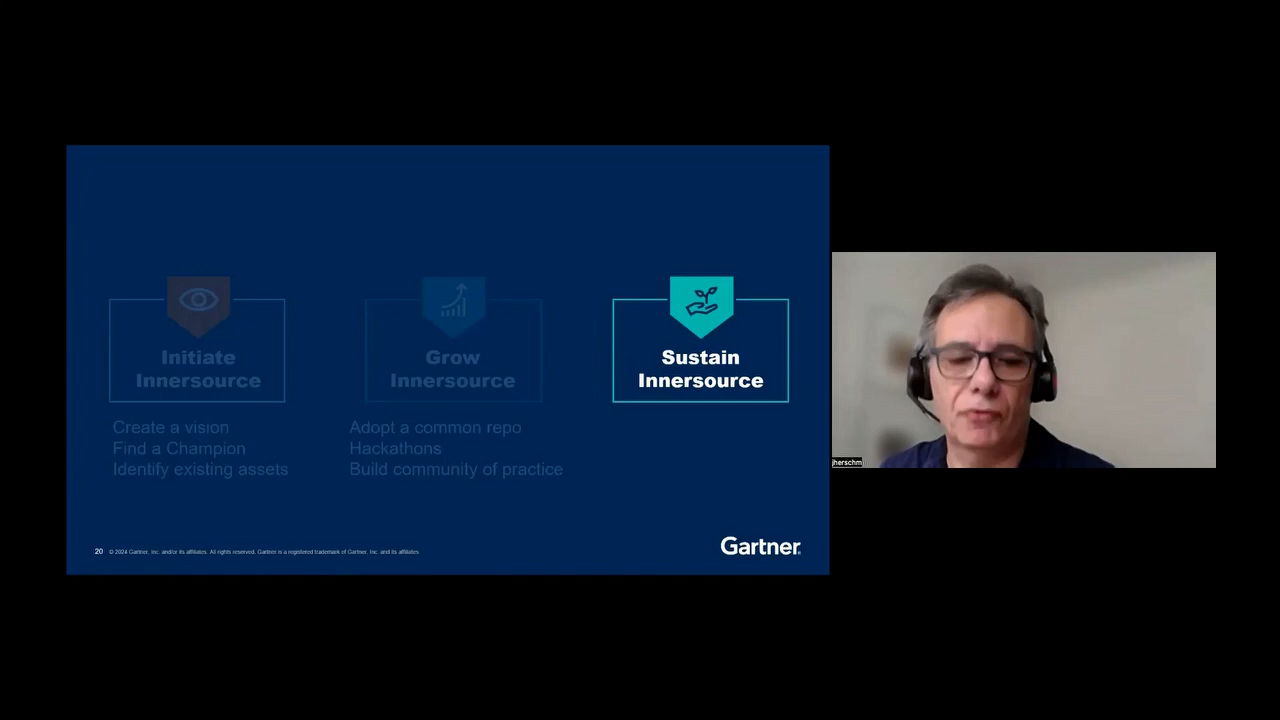 Initiate
Innersource
Create a vision
Find a Champion
Identify existing assets
Grow
Innersource
Adopt a common repo
Hackathons
Build community of practice
Sustain
Innersource
20 © 2024 Gartner, Inc. and/or its affiliates. All rights reserved. Gartner is a registered trademark of Gartner, Inc. and its affiliates.
Gartner
jherschm